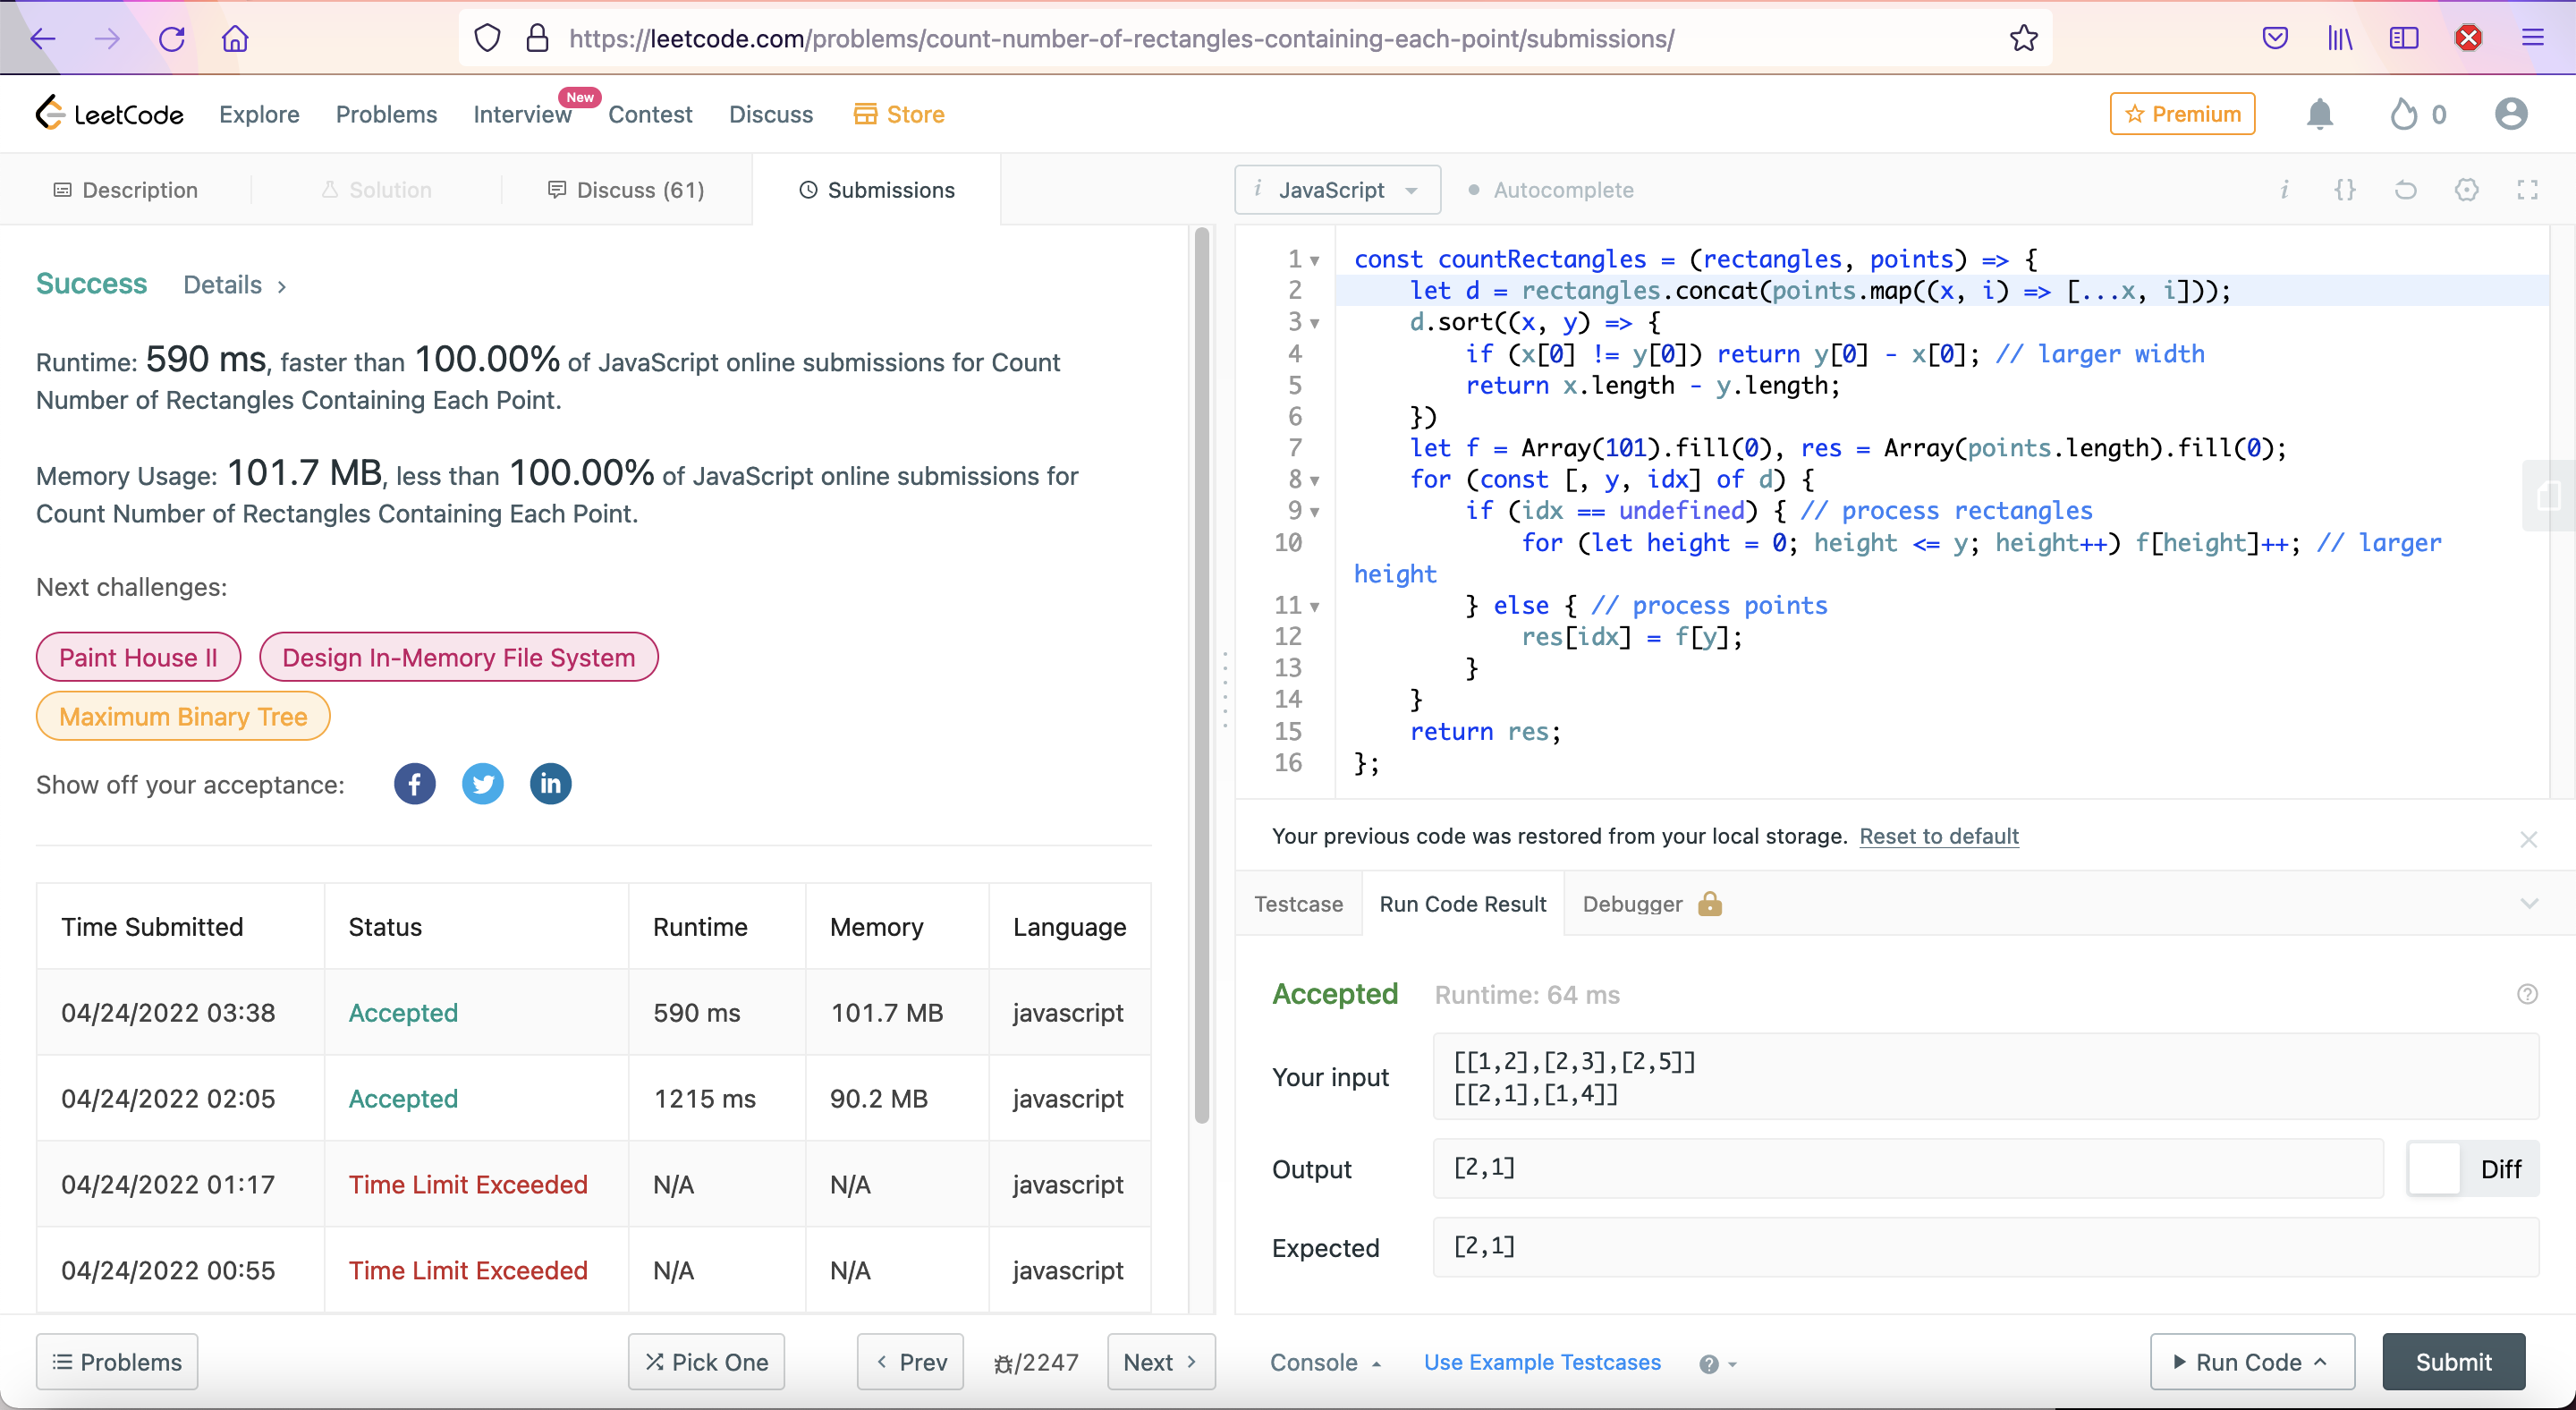 https://leetcode.com/problems/count-number-of-rectangles-containing-each-point/submissions/
LeetCode
Explore
Problems
Interview
New
Contest
Discuss
Store
Premium
0
Description
Solution
Discuss (61)
Submissions
Success
Details >
Runtime: 590 ms, faster than 100.00% of JavaScript online submissions for Count
Number of Rectangles Containing Each Point.
Memory Usage: 101.7 MB, less than 100.00% of JavaScript online submissions for
Count Number of Rectangles Containing Each Point.
Next challenges:
Paint House II
Design In-Memory File System
Maximum Binary Tree
Show off your acceptance:
Time Submitted Status Runtime Memory Language
04/24/2022 03:38 Accepted 590 ms 101.7 MB javascript
04/24/2022 02:05 Accepted 1215 ms 90.2 MB javascript
04/24/2022 01:17 Time Limit Exceeded N/A N/A javascript
04/24/2022 00:55 Time Limit Exceeded N/A N/A javascript
Problems
Pick One
Prev
/2247
Next
i JavaScript
Autocomplete
i {}
1 const countRectangles = (rectangles, points) => {
2 let d = rectangles.concat(points.map((x, i) => [...x, i]));
3 d.sort((x, y) => {
4 if (x[0] != y[0]) return y[0] - x[0]; // larger width
5 return x.length - y.length;
6 })
7 let f = Array(101).fill(0), res = Array(points.length).fill(0);
8 for (const [, y, idx] of d) {
9 if (idx == undefined) { // process rectangles
10 for (let height = 0; height <= y; height++) f[height]++; // larger
height
11 } else { // process points
12 res[idx] = f[y];
13 }
14 }
15 return res;
16 };
Your previous code was restored from your local storage. Reset to default
Testcase
Run Code Result
Debugger
Accepted
Runtime: 64 ms
Your input
[[1,2],[2,3],[2,5]]
[[2,1],[1,4]]
Output
[2,1]
Diff
Expected
[2,1]
Console
Use Example Testcases
Run Code
Submit